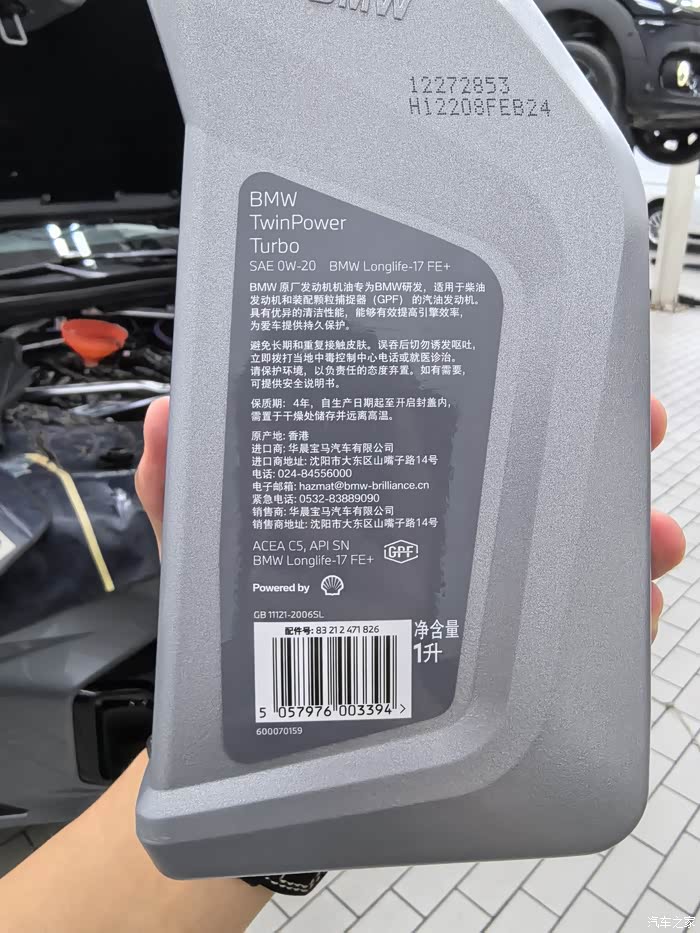 BMW
12272853
H12208FEB24
BMW
TwinPower
Turbo
SAE 0W-20 BMW Longlife-17 FE+
BMW 原厂发动机机油专为BMW研发，适用于柴油
发动机和装配颗粒捕捉器（GPF）的汽油发动机。
具有优异的清洁性能，能够有效提高引擎效率，
为爱车提供持久保护。
避免长期和重复接触皮肤。误吞后切勿诱发呕吐，
立即拨打当地中毒控制中心电话或就医诊治。
请保护环境，以负责任的态度弃置。如有需要，
可提供安全说明书。
保质期：4年，自生产日期起至开启封盖内，
需置于干燥处储存并远离高温。
原产地: 香港
进口商: 华晨宝马汽车有限公司
进口商地址: 沈阳市大东区山嘴子路14号
电话: 024-84556000
电子邮箱: hazmat@bmw-brilliance.cn
紧急电话: 0532-83889090
销售商: 华晨宝马汽车有限公司
销售商地址: 沈阳市大东区山嘴子路14号
ACEA C5, API SN
BMW Longlife-17 FE+
GPF
Powered by
GB 11121-2006SL
配件号: 83 21 2 471 826
净含量
1升
5 057976 003394 >
600070159
汽车之家